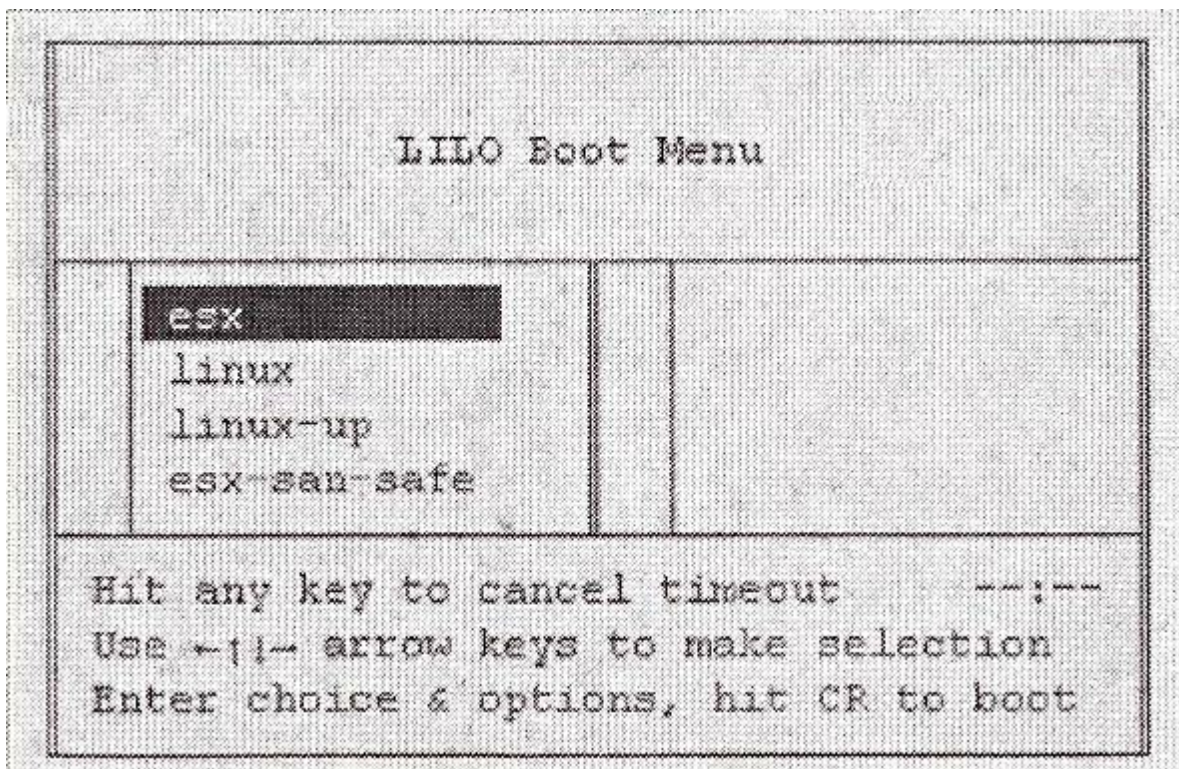 LILO Boot Menu
esx
linux
linux-up
esx-san-safe
Hit any key to cancel timeout --:--
Use ←↑↓→ arrow keys to make selection
Enter choice & options, hit CR to boot